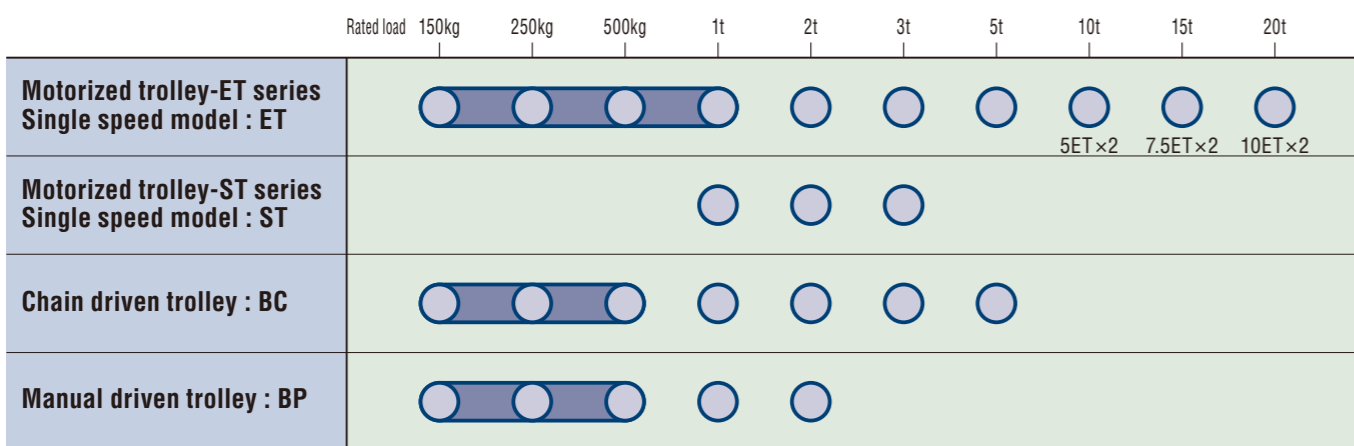 Rated load 150kg 250kg 500kg 1t 2t 3t 5t 10t 15t 20t
Motorized trolley-ET series
Single speed model : ET
5ET×2 7.5ET×2 10ET×2
Motorized trolley-ST series
Single speed model : ST
Chain driven trolley : BC
Manual driven trolley : BP